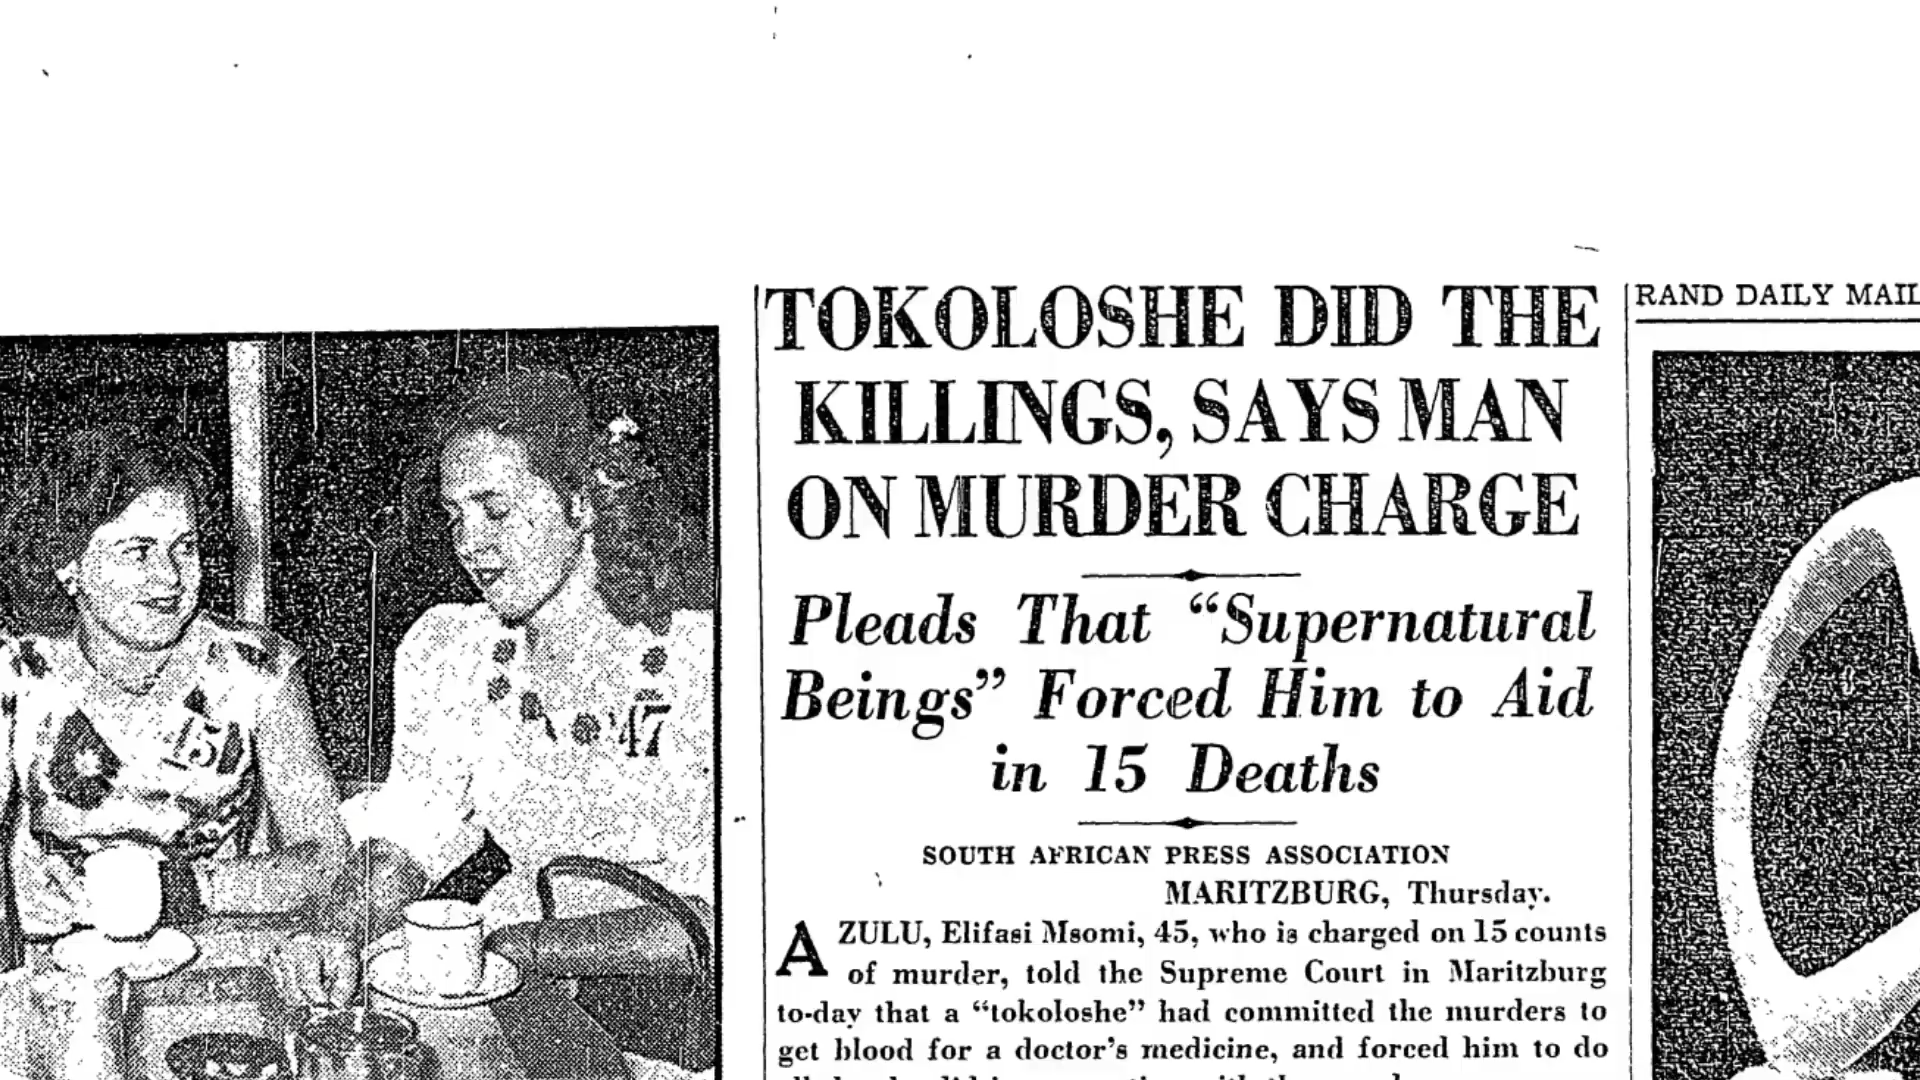 TOKOLOSHE DID THE
KILLINGS, SAYS MAN
ON MURDER CHARGE
Pleads That “Supernatural
Beings” Forced Him to Aid
in 15 Deaths
SOUTH AFRICAN PRESS ASSOCIATION
MARITZBURG, Thursday.
A ZULU, Elifasi Msomi, 45, who is charged on 15 counts
of murder, told the Supreme Court in Maritzburg
to-day that a “tokoloshe” had committed the murders to
get blood for a doctor’s medicine, and forced him to do
RAND DAILY MAIL
47